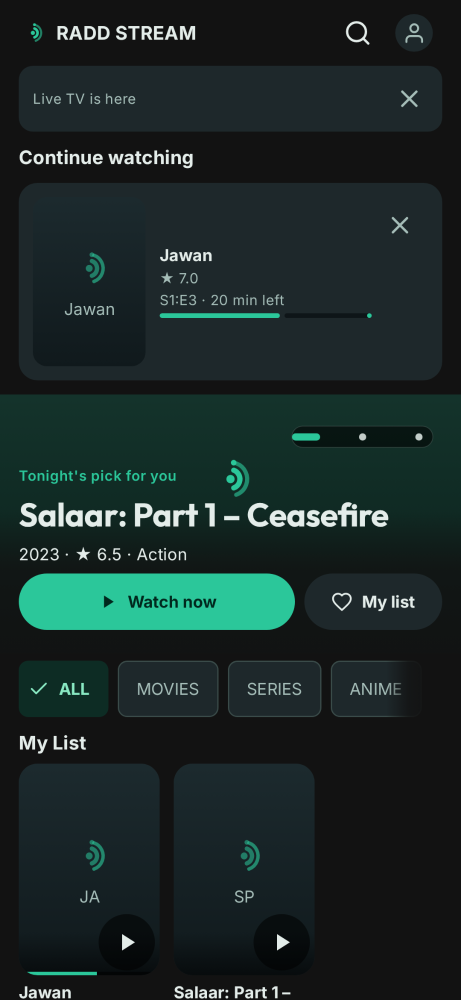 RADD STREAM
Live TV is here
Continue watching
Jawan
Jawan
★ 7.0
S1:E3 · 20 min left
Tonight's pick for you
Salaar: Part 1 – Ceasefire
2023 · ★ 6.5 · Action
Watch now
My list
ALL
MOVIES
SERIES
ANIME
My List
JA
SP
Jawan
Salaar: Part 1 –